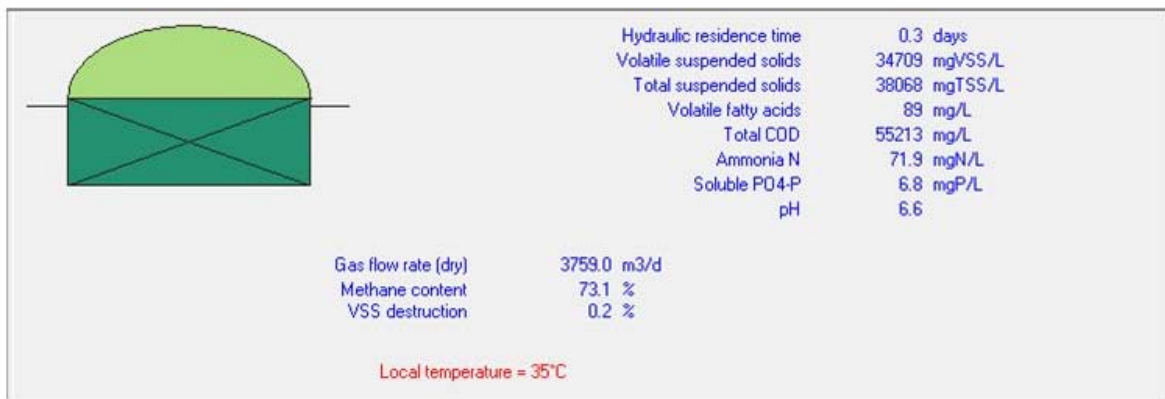 Hydraulic residence time 0.3 days
Volatile suspended solids 34709 mgVSS/L
Total suspended solids 38068 mgTSS/L
Volatile fatty acids 89 mg/L
Total COD 55213 mg/L
Ammonia N 71.9 mgN/L
Soluble PO4-P 6.8 mgP/L
pH 6.6
Gas flow rate (dry) 3759.0 m3/d
Methane content 73.1 %
VSS destruction 0.2 %
Local temperature = 35°C